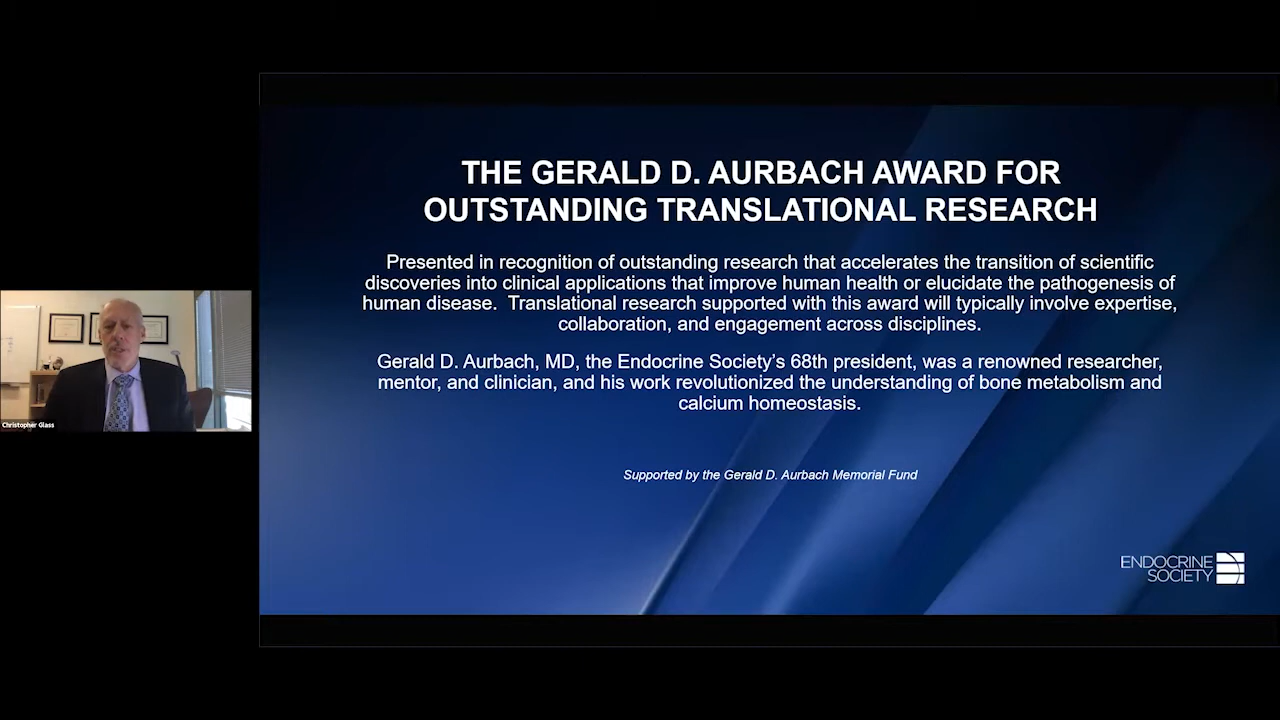 THE GERALD D. AURBACH AWARD FOR
OUTSTANDING TRANSLATIONAL RESEARCH
Presented in recognition of outstanding research that accelerates the transition of scientific
discoveries into clinical applications that improve human health or elucidate the pathogenesis of
human disease. Translational research supported with this award will typically involve expertise,
collaboration, and engagement across disciplines.
Gerald D. Aurbach, MD, the Endocrine Society’s 68th president, was a renowned researcher,
mentor, and clinician, and his work revolutionized the understanding of bone metabolism and
calcium homeostasis.
Supported by the Gerald D. Aurbach Memorial Fund
ENDOCRINE
SOCIETY
Christopher Glass